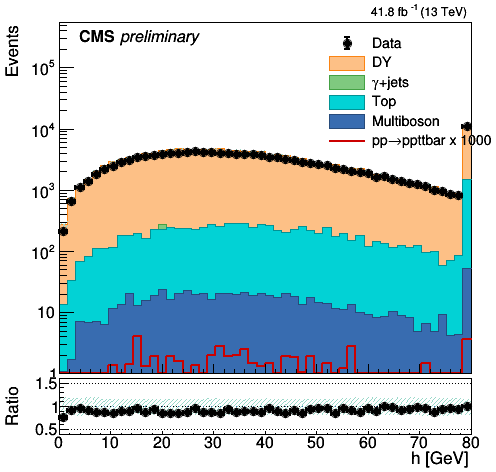 41.8 fb⁻¹ (13 TeV)
CMS preliminary
Events
10⁵
10⁴
10³
10²
10
1
Data
DY
γ+jets
Top
Multiboson
pp→ppttbar x 1000
Ratio
1.5
1
0.5
0 10 20 30 40 50 60 70 80
h [GeV]